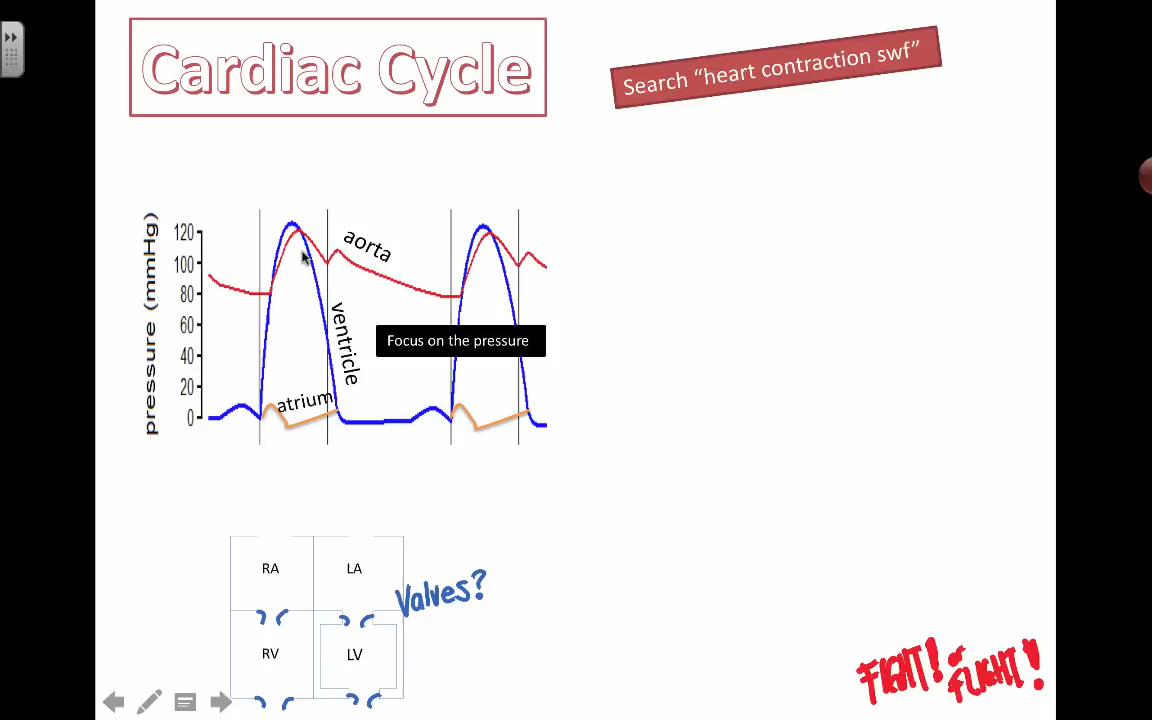 Cardiac Cycle
Search “heart contraction swf”
pressure (mmHg)
120
100
80
60
40
20
0
aorta
ventricle
atrium
Focus on the pressure
RA
LA
Valves?
RV
LV
FIGHT! or
FLIGHT!!